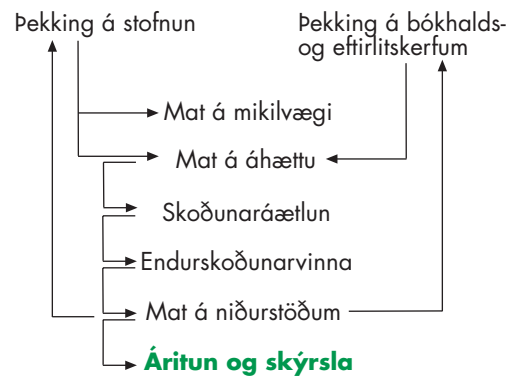 Þekking á stofnun
Þekking á bókhalds-
og eftirlitskerfum
Mat á mikilvægi
Mat á áhættu
Skoðunaráætlun
Endurskoðunarvinna
Mat á niðurstöðum
Áritun og skýrsla